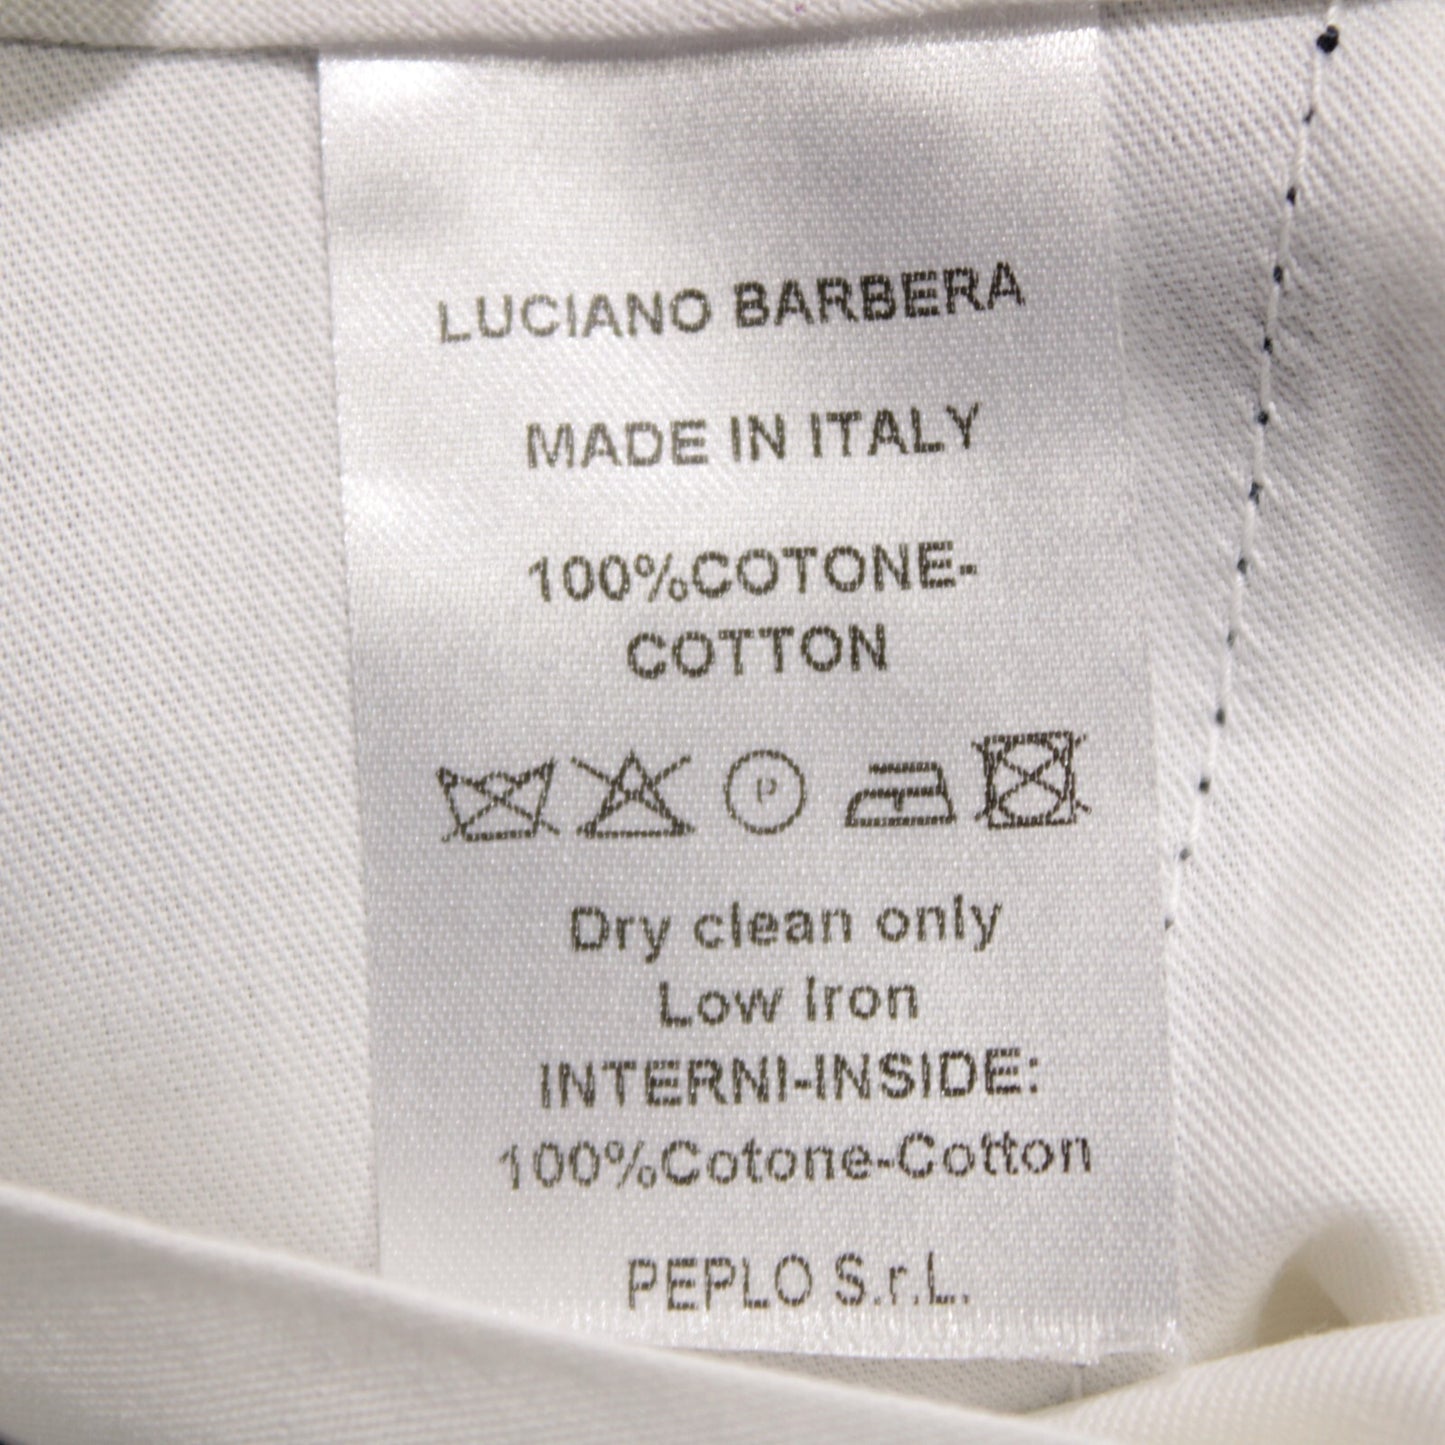 LUCIANO BARBERA
MADE IN ITALY
100%COTONE-
COTTON
P
Dry clean only
Low Iron
INTERNI-INSIDE:
100%Cotone-Cotton
PEPLO S.r.L.